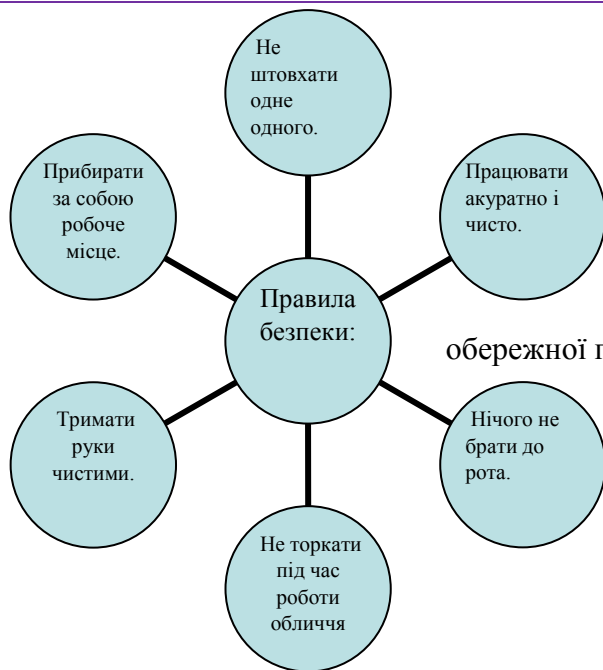 Не
штовхати
одне
одного.
Працювати
акуратно і
чисто.
Прибирати
за собою
робоче
місце.
Правила
безпеки:
обережної
Нічого не
брати до
рота.
Тримати
руки
чистими.
Не торкати
під час
роботи
обличчя